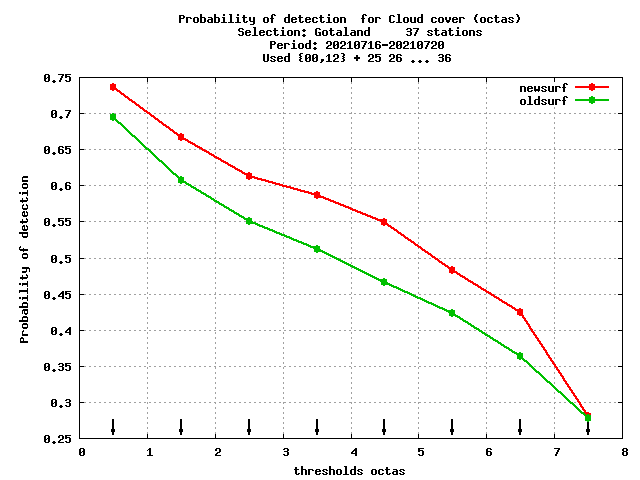 Probability of detection  for Cloud cover (octas)
Selection: Gotaland     37 stations
Period: 20210716-20210720
Used {00,12} + 25 26 ... 36
newsurf
oldsurf
0.75
0.7
0.65
0.6
0.55
0.5
0.45
0.4
0.35
0.3
0.25
Probability of detection
0 1 2 3 4 5 6 7 8
thresholds octas